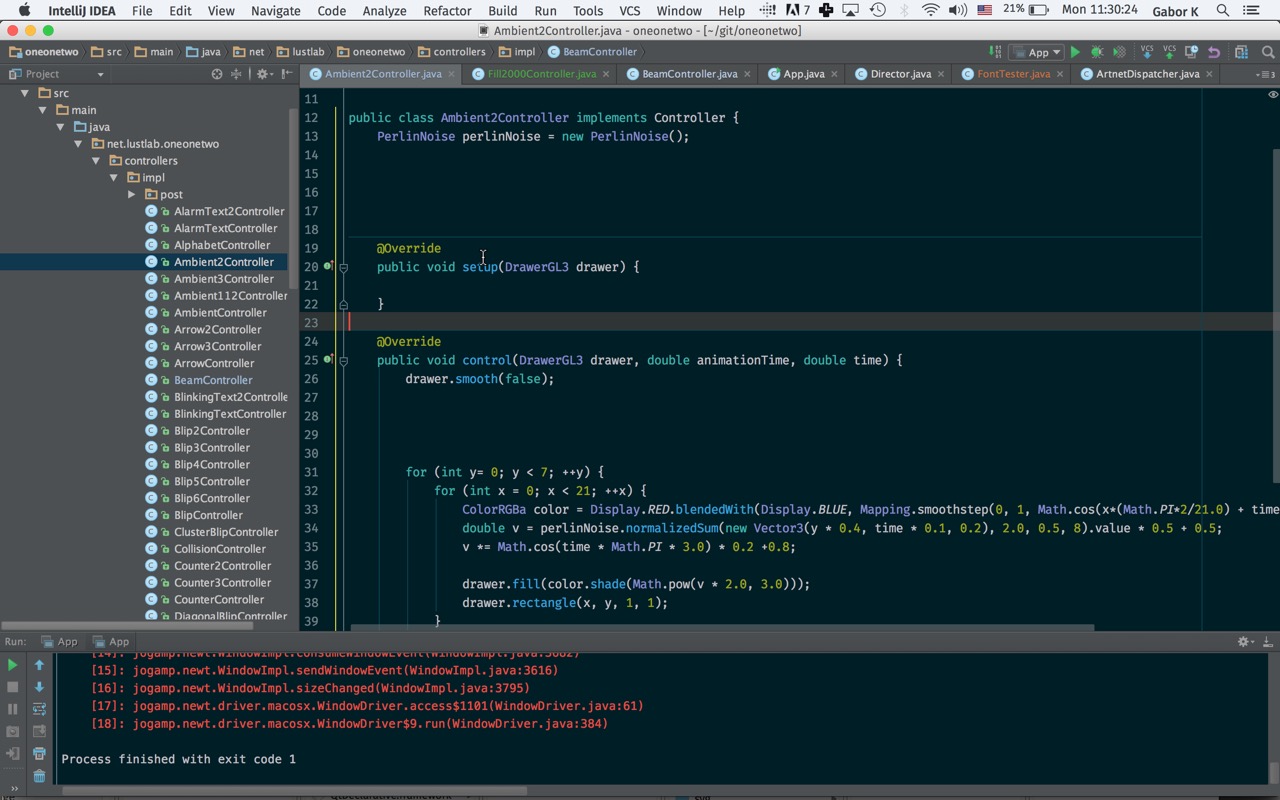 IntelliJ IDEA File Edit View Navigate Code Analyze Refactor Build Run Tools VCS Window Help 7 21% Mon 11:30:24 Gabor K
Ambient2Controller.java - oneonetwo - [~/git/oneonetwo]
oneonetwo src main java net lustlab oneonetwo controllers impl BeamController App VCS VCS
Project Ambient2Controller.java Fill2000Controller.java BeamController.java App.java Director.java FontTester.java ArtnetDispatcher.java
src
main
java
net.lustlab.oneonetwo
controllers
impl
post
AlarmText2Controller
AlarmTextController
AlphabetController
Ambient2Controller
Ambient3Controller
Ambient112Controller
AmbientController
Arrow2Controller
Arrow3Controller
ArrowController
BeamController
BlinkingText2Controlle
BlinkingTextController
Blip2Controller
Blip3Controller
Blip4Controller
Blip5Controller
Blip6Controller
BlipController
ClusterBlipController
CollisionController
Counter2Controller
Counter3Controller
CounterController
DiagonalBlipController
11
12 public class Ambient2Controller implements Controller {
13 PerlinNoise perlinNoise = new PerlinNoise();
14
15
16
17
18
19 @Override
20 public void setup(DrawerGL3 drawer) {
21
22 }
23
24 @Override
25 public void control(DrawerGL3 drawer, double animationTime, double time) {
26 drawer.smooth(false);
27
28
29
30
31 for (int y= 0; y < 7; ++y) {
32 for (int x = 0; x < 21; ++x) {
33 ColorRGBa color = Display.RED.blendedWith(Display.BLUE, Mapping.smoothstep(0, 1, Math.cos(x*(Math.PI*2/21.0) + time
34 double v = perlinNoise.normalizedSum(new Vector3(y * 0.4, time * 0.1, 0.2), 2.0, 0.5, 8).value * 0.5 + 0.5;
35 v *= Math.cos(time * Math.PI * 3.0) * 0.2 +0.8;
36
37 drawer.fill(color.shade(Math.pow(v * 2.0, 3.0)));
38 drawer.rectangle(x, y, 1, 1);
39 }
Run: App App
[14]: jogamp.newt.WindowImpl.consumeWindowEvent(WindowImpl.java:3682)
[15]: jogamp.newt.WindowImpl.sendWindowEvent(WindowImpl.java:3616)
[16]: jogamp.newt.WindowImpl.sizeChanged(WindowImpl.java:3795)
[17]: jogamp.newt.driver.macosx.WindowDriver.access$1101(WindowDriver.java:61)
[18]: jogamp.newt.driver.macosx.WindowDriver$9.run(WindowDriver.java:384)
Process finished with exit code 1